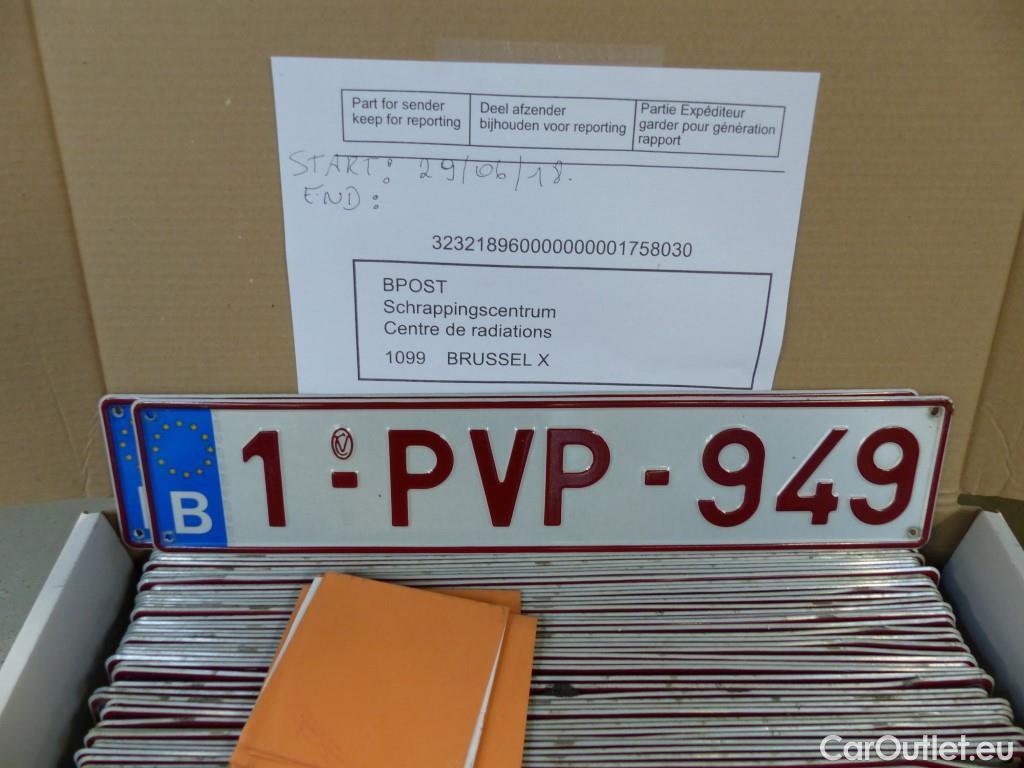 Part for sender
keep for reporting
Deel afzender
bijhouden voor reporting
Partie Expéditeur
garder pour génération
rapport
START: 29/06/18.
END:
323218960000000001758030
BPOST
Schrappingscentrum
Centre de radiations
1099 BRUSSEL X
B
1-PVP-949
CarOutlet.eu